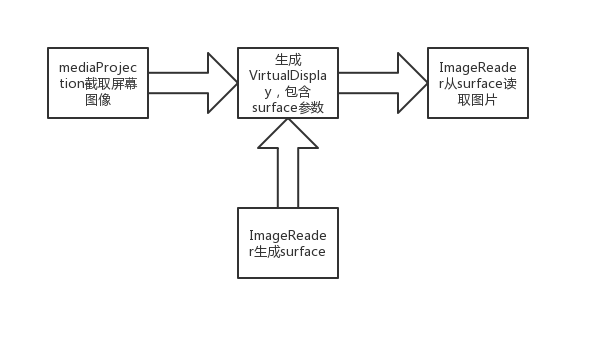 mediaProjec
tion截取屏幕
图像
生成
VirtualDispla
y，包含
surface参数
ImageReade
r从surface读
取图片
ImageReade
r生成surface